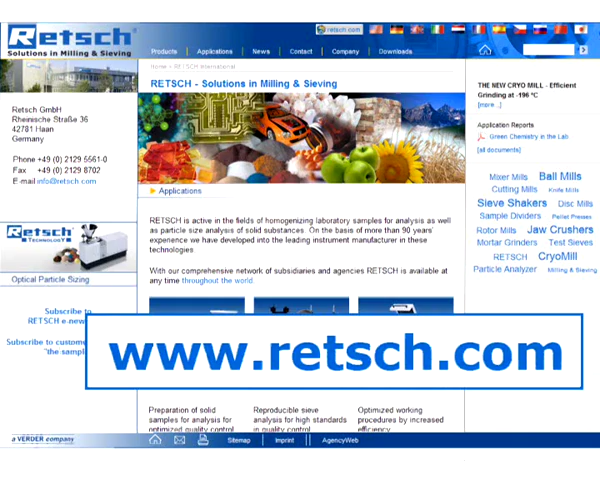 Retsch
Solutions in Milling & Sieving
retsch.com
Products Applications News Contact Company Downloads
Home » RETSCH International
RETSCH - Solutions in Milling & Sieving
Retsch GmbH
Rheinische Straße 36
42781 Haan
Germany
Phone +49 (0) 2129 5561-0
Fax +49 (0) 2129 8702
E-mail info@retsch.com
Retsch
TECHNOLOGY
Optical Particle Sizing
Subscribe to
RETSCH e-new
Subscribe to custome
"the sampl
Applications
RETSCH is active in the fields of homogenizing laboratory samples for analysis as well
as particle size analysis of solid substances. On the basis of more than 90 years'
experience we have developed into the leading instrument manufacturer in these
technologies.
With our comprehensive network of subsidiaries and agencies RETSCH is available at
any time throughout the world.
THE NEW CRYO MILL - Efficient
Grinding at -196 °C
[more...]
Application Reports
Green Chemistry in the Lab
[all documents]
Mixer Mills Ball Mills
Cutting Mills Knife Mills
Sieve Shakers Disc Mills
Sample Dividers Pellet Presses
Rotor Mills Jaw Crushers
Mortar Grinders Test Sieves
RETSCH CryoMill
Particle Analyzer Milling & Sieving
www.retsch.com
Preparation of solid
samples for analysis for
optimized quality control
Reproducible sieve
analysis for high standards
in quality control
Optimized working
procedures by increased
efficiency
a VERDER company
Sitemap Imprint AgencyWeb